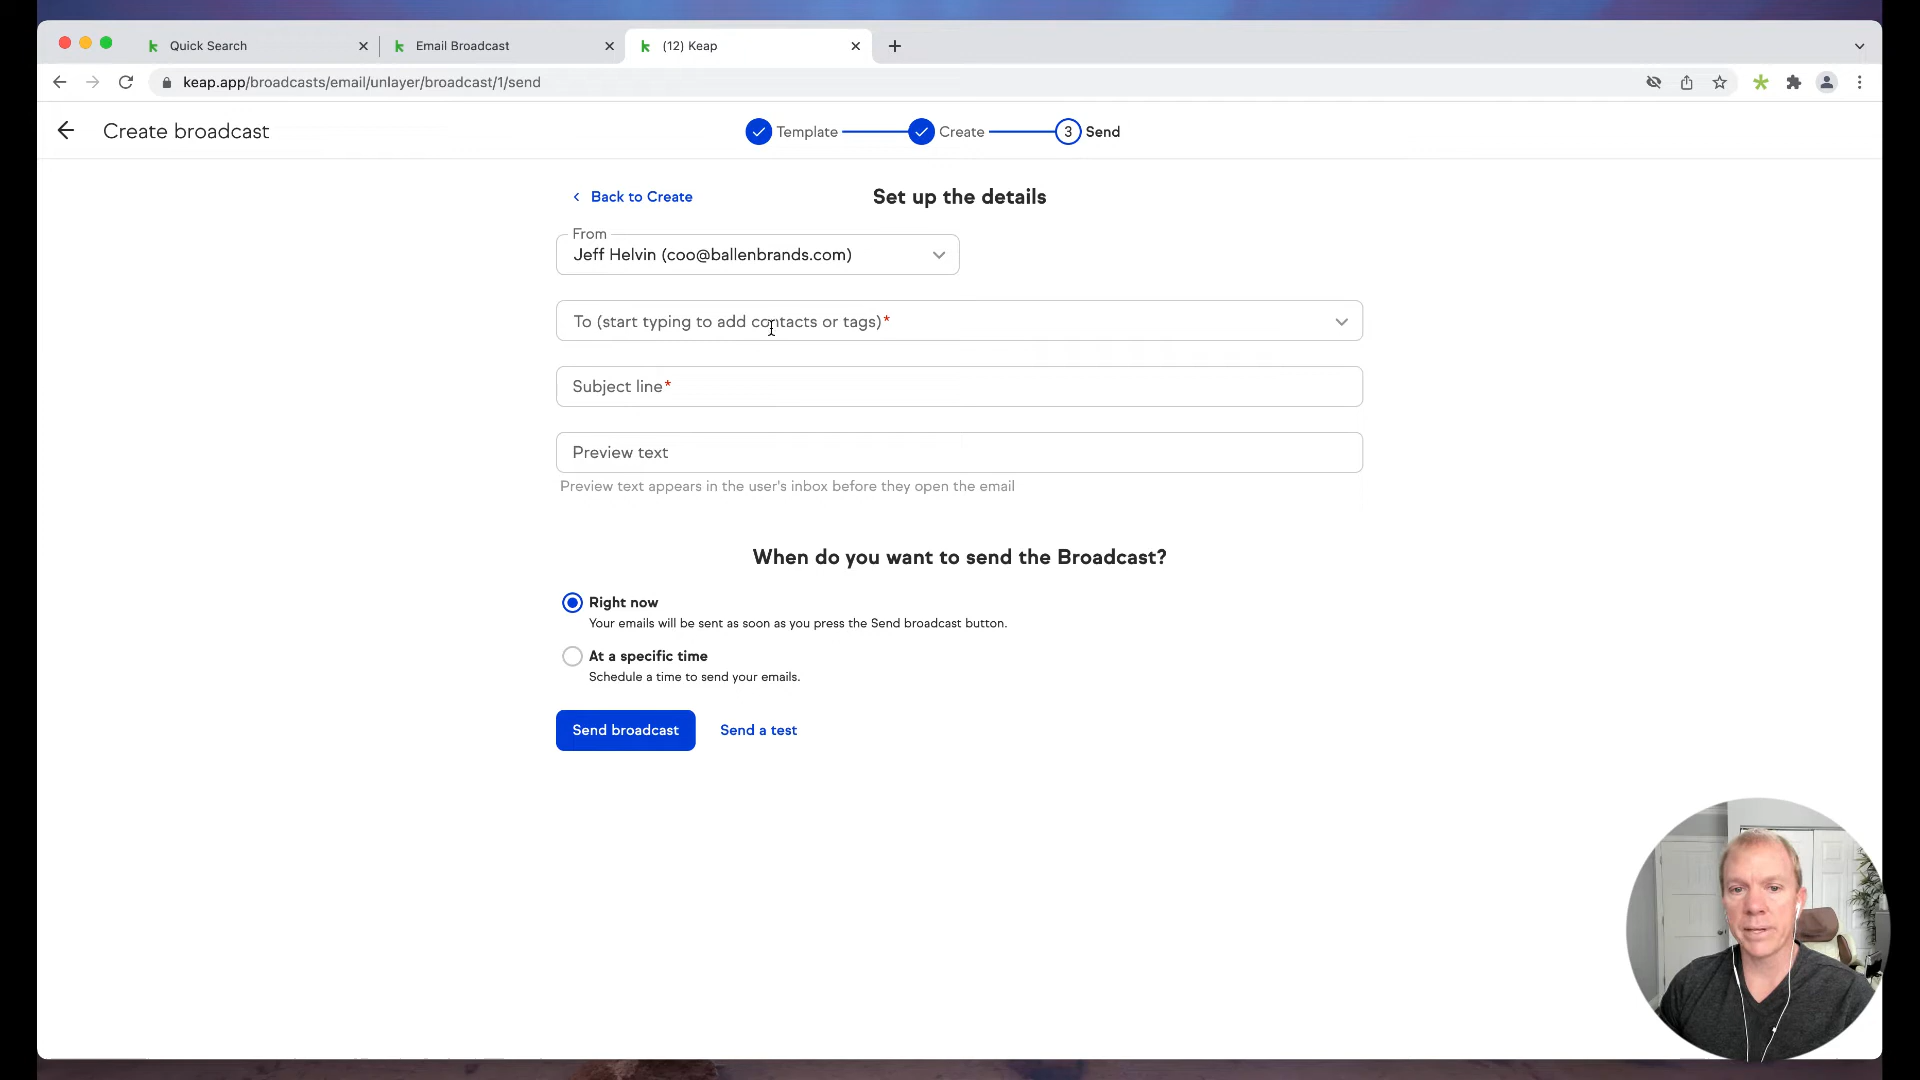 Quick Search
Email Broadcast
(12) Keap
keap.app/broadcasts/email/unlayer/broadcast/1/send
Create broadcast
Template
Create
3 Send
Back to Create
Set up the details
From
Jeff Helvin (coo@ballenbrands.com)
To (start typing to add contacts or tags)*
Subject line*
Preview text
Preview text appears in the user's inbox before they open the email
When do you want to send the Broadcast?
Right now
Your emails will be sent as soon as you press the Send broadcast button.
At a specific time
Schedule a time to send your emails.
Send broadcast
Send a test